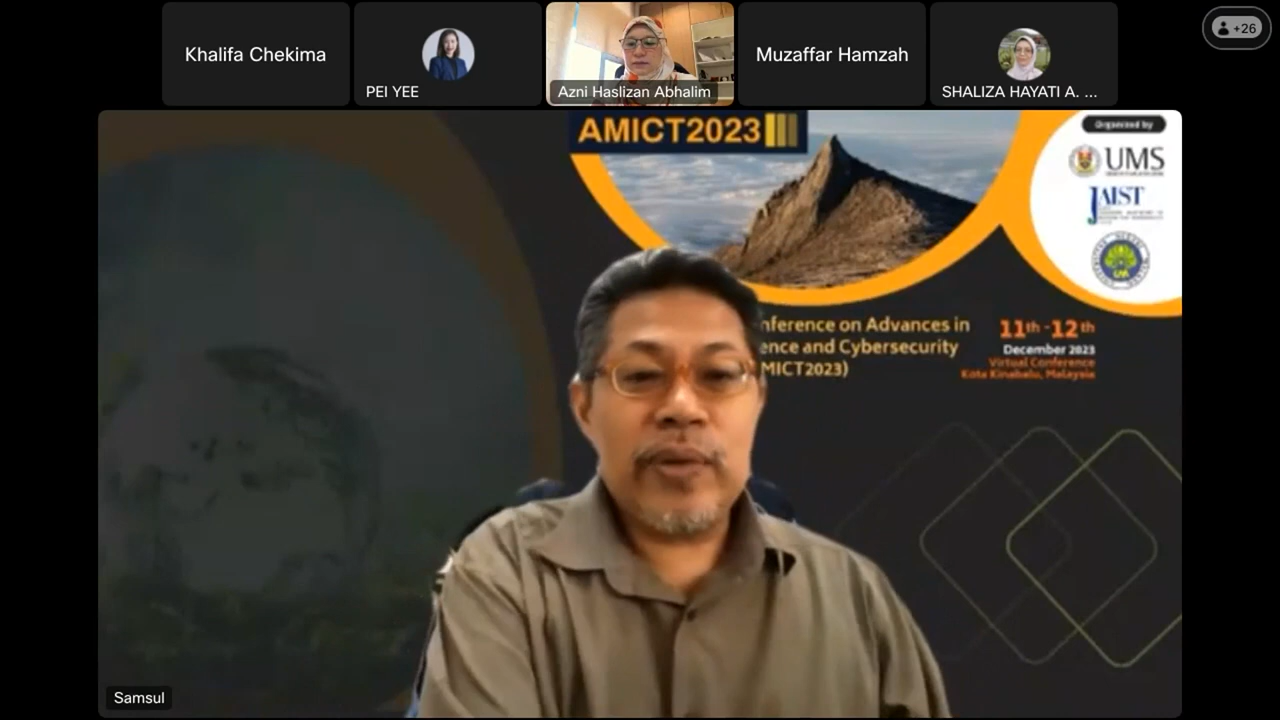 Khalifa Chekima
PEI YEE
Azni Haslizan Abhalim
Muzaffar Hamzah
SHALIZA HAYATI A. ...
+26
AMICT2023
Organized by
UMS
JAIST
nference on Advances in
ence and Cybersecurity
MICT2023)
11th -12th
December 2023
Virtual Conference
Kota Kinabalu, Malaysia
Samsul